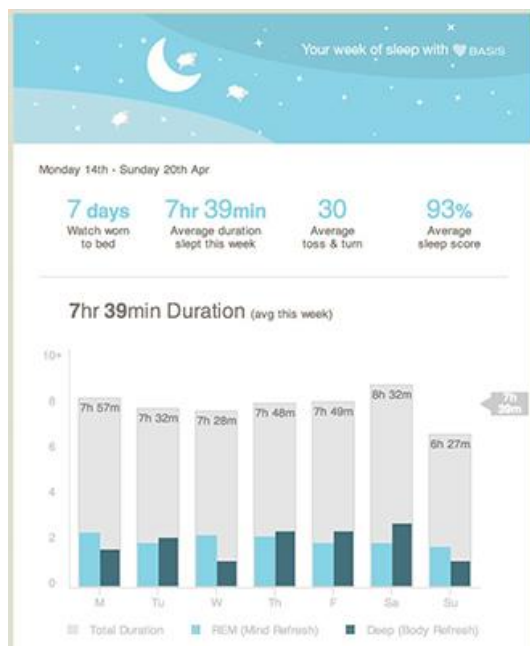 Your week of sleep with BASIS
Monday 14th - Sunday 20th Apr
7 days
Watch worn
to bed
7hr 39min
Average duration
slept this week
30
Average
toss & turn
93%
Average
sleep score
7hr 39min Duration (avg this week)
10+
8
6
4
2
0
7h 57m
7h 32m
7h 28m
7h 48m
7h 49m
8h 32m
6h 27m
7h
39m
M Tu W Th F Sa Su
Total Duration REM (Mind Refresh) Deep (Body Refresh)